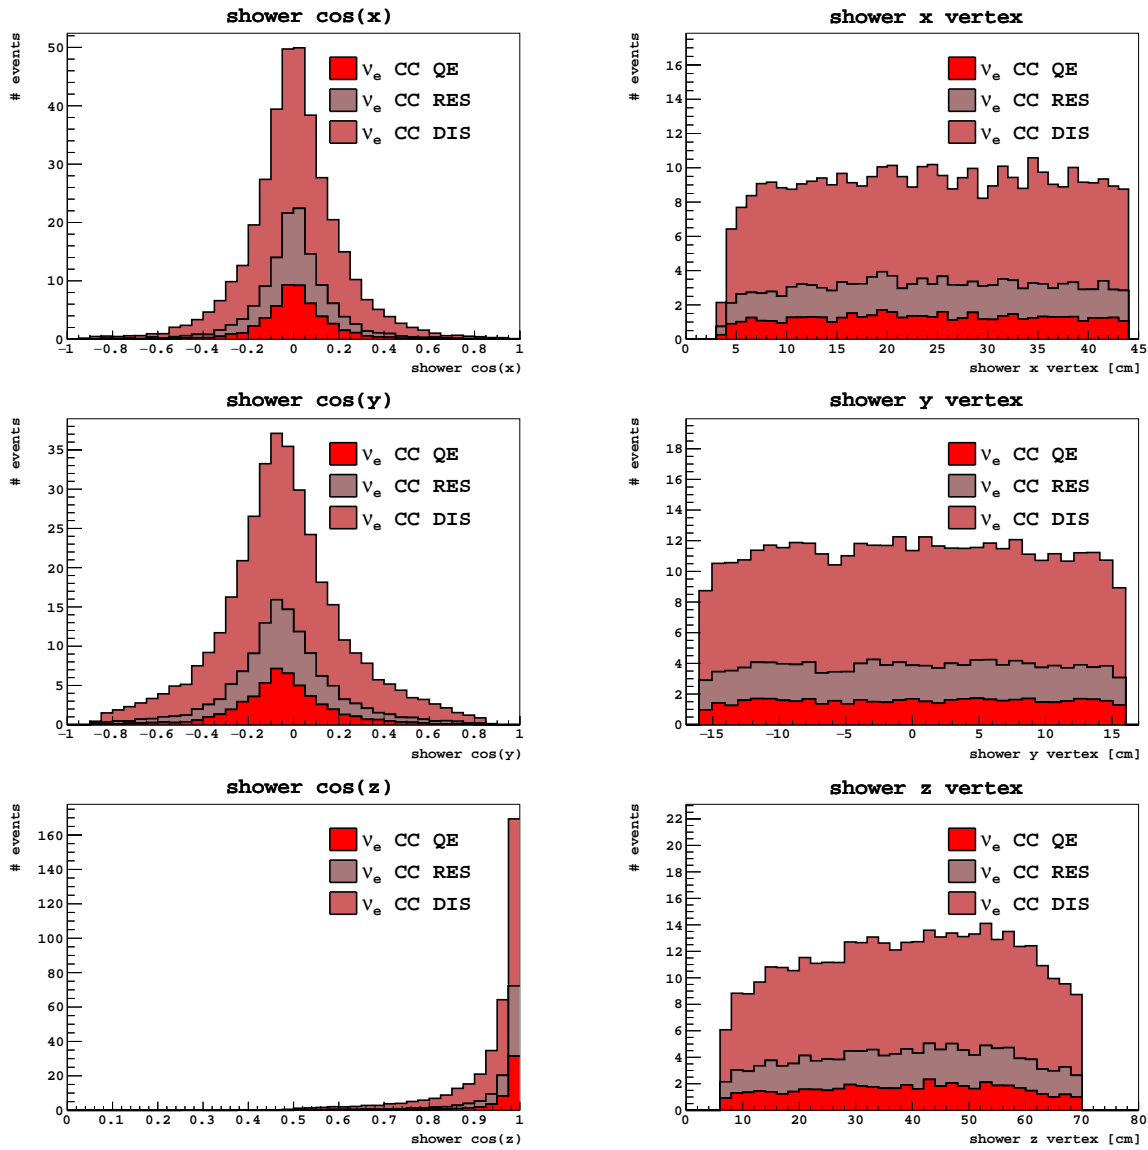 shower cos(x)
# events
50
40
30
20
10
0
νe CC QE
νe CC RES
νe CC DIS
−1 −0.8 −0.6 −0.4 −0.2 0 0.2 0.4 0.6 0.8 1
shower cos(x)
shower x vertex
# events
16
14
12
10
8
6
4
2
0
νe CC QE
νe CC RES
νe CC DIS
0 5 10 15 20 25 30 35 40 45
shower x vertex [cm]
shower cos(y)
# events
35
30
25
20
15
10
5
0
νe CC QE
νe CC RES
νe CC DIS
−1 −0.8 −0.6 −0.4 −0.2 0 0.2 0.4 0.6 0.8 1
shower cos(y)
shower y vertex
# events
18
16
14
12
10
8
6
4
2
0
νe CC QE
νe CC RES
νe CC DIS
−15 −10 −5 0 5 10 15
shower y vertex [cm]
shower cos(z)
# events
160
140
120
100
80
60
40
20
0
νe CC QE
νe CC RES
νe CC DIS
0 0.1 0.2 0.3 0.4 0.5 0.6 0.7 0.8 0.9 1
shower cos(z)
shower z vertex
# events
22
20
18
16
14
12
10
8
6
4
2
0
νe CC QE
νe CC RES
νe CC DIS
0 10 20 30 40 50 60 70 80
shower z vertex [cm]